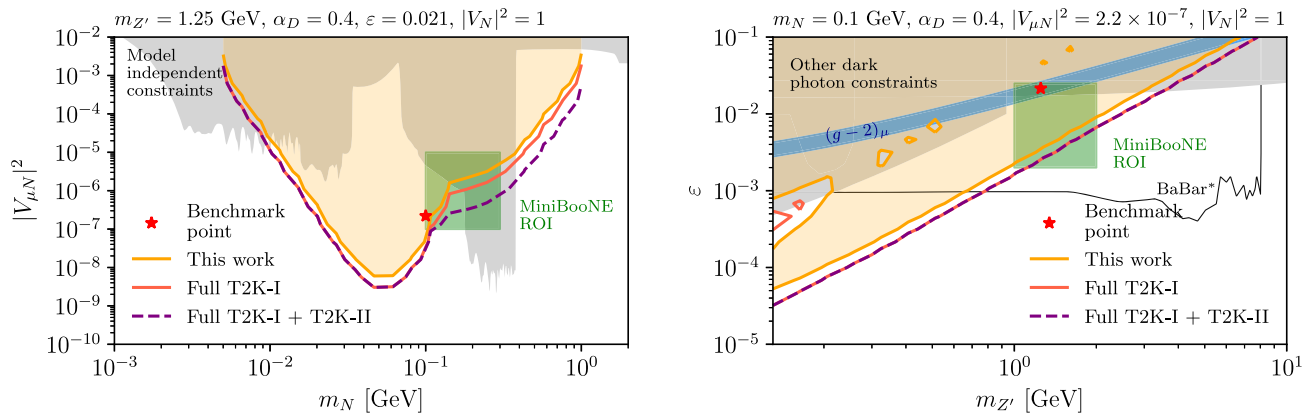 m_{Z'} = 1.25 GeV, α_D = 0.4, ε = 0.021, |V_N|^2 = 1
10^{-2}
10^{-3}
10^{-4}
10^{-5}
10^{-6}
10^{-7}
10^{-8}
10^{-9}
10^{-10}
|V_{μN}|^2
Model
independent
constraints
MiniBooNE
ROI
Benchmark
point
This work
Full T2K-I
Full T2K-I + T2K-II
10^{-3}
10^{-2}
10^{-1}
10^0
m_N [GeV]
m_N = 0.1 GeV, α_D = 0.4, |V_{μN}|^2 = 2.2 × 10^{-7}, |V_N|^2 = 1
10^{-1}
10^{-2}
10^{-3}
10^{-4}
10^{-5}
ε
Other dark
photon constraints
(g − 2)_μ
MiniBooNE
ROI
BaBar*
Benchmark
point
This work
Full T2K-I
Full T2K-I + T2K-II
10^0
10^1
m_{Z'} [GeV]